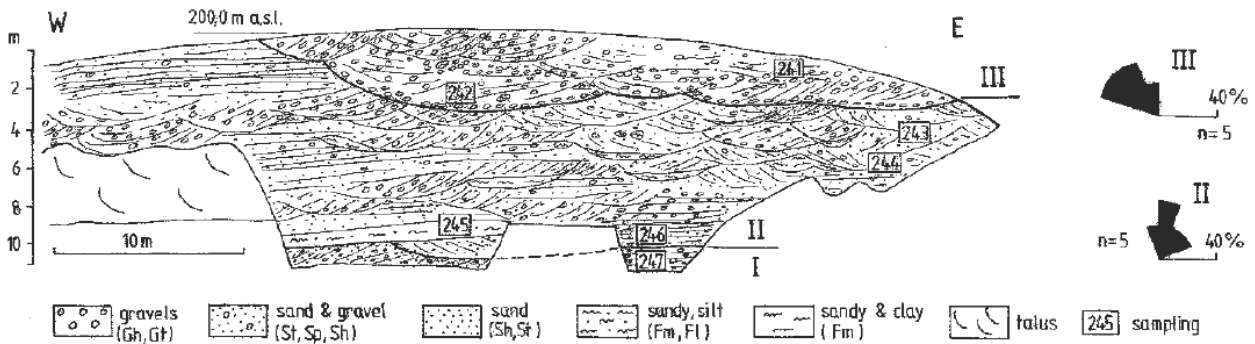 W
200,0 m a.s.l.
E
m
2
4
6
8
10
10 m
241
242
243
244
245
246
247
III
II
I
III
40%
n= 5
II
n=5
40%
gravels
(Gh, Gt)
sand & gravel
(St, Sp, Sh)
sand
(Sh, St)
sandy, silt
(Fm, Fl)
sandy & clay
(Fm)
talus
245 sampling